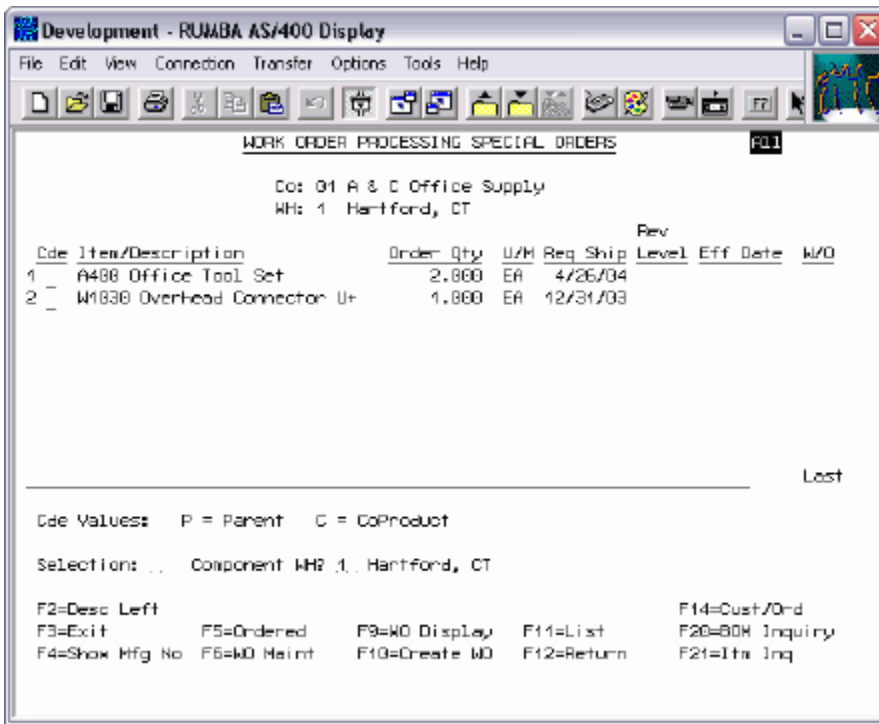 Development - RUMBA AS/400 Display
File Edit View Connection Transfer Options Tools Help
WORK ORDER PROCESSING SPECIAL ORDERS All
Co: 01 A & C Office Supply
WH: 1 Hartford, CT
Rev
Cde Item/Description Order Qty U/M Req Ship Level Eff Date W/O
1 _ A400 Office Tool Set 2.000 EA 4/26/04
2 _ W1030 Overhead Connector U+ 1.000 EA 12/31/03
Last
Cde Values: P = Parent C = CoProduct
Selection: .. Component WH? 1. Hartford, CT
F2=Desc Left F14=Cust/Ord
F3=Exit F5=Ordered F9=WO Display F11=List F20=BOM Inquiry
F4=Show Mfg No F6=WO Maint F10=Create WO F12=Return F21=Itm Inq